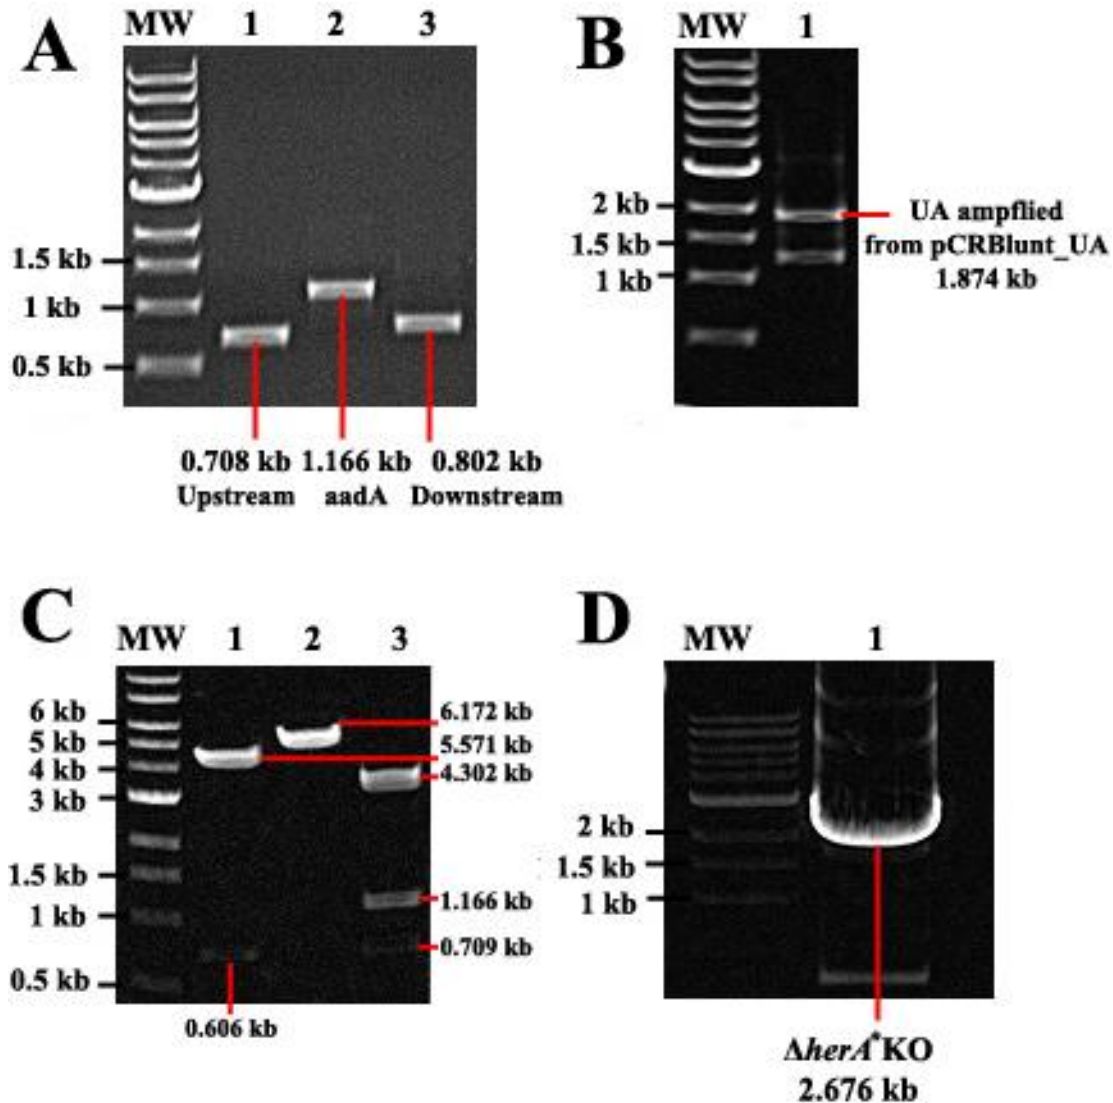 A
MW 1 2 3
1.5 kb
1 kb
0.5 kb
0.708 kb 1.166 kb 0.802 kb
Upstream aadA Downstream
B
MW 1
2 kb
1.5 kb
1 kb
UA ampflied
from pCRBlunt_UA
1.874 kb
C
MW 1 2 3
6 kb
5 kb
4 kb
3 kb
1.5 kb
1 kb
0.5 kb
6.172 kb
5.571 kb
4.302 kb
1.166 kb
0.709 kb
0.606 kb
D
MW 1
2 kb
1.5 kb
1 kb
ΔherA*KO
2.676 kb